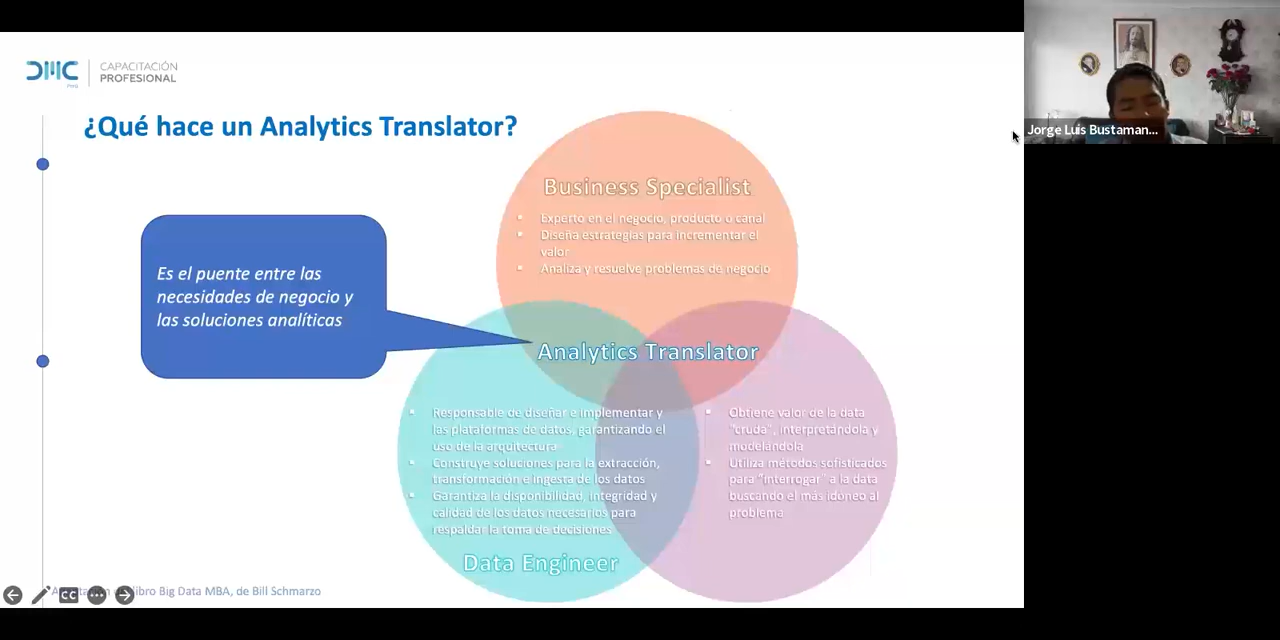 DMC
CAPACITACIÓN
PROFESIONAL
¿Qué hace un Analytics Translator?
Es el puente entre las
necesidades de negocio y
las soluciones analíticas
Business Specialist
Experto en el negocio, producto o canal
Diseña estrategias para incrementar el
valor
Analiza y resuelve problemas de negocio
Analytics Translator
Responsable de diseñar e implementar y
las plataformas de datos, garantizando el
uso de la arquitectura
Construye soluciones para la extracción,
transformación e ingesta de los datos
Garantiza la disponibilidad, integridad y
calidad de los datos necesarios para
respaldar la toma de decisiones
Data Engineer
Obtiene valor de la data
"cruda", interpretándola y
modelándola
Utiliza métodos sofisticados
para "interrogar" a la data
buscando el más idóneo al
problema
libro Big Data MBA, de Bill Schmarzo
CC
Jorge Luis Bustaman...